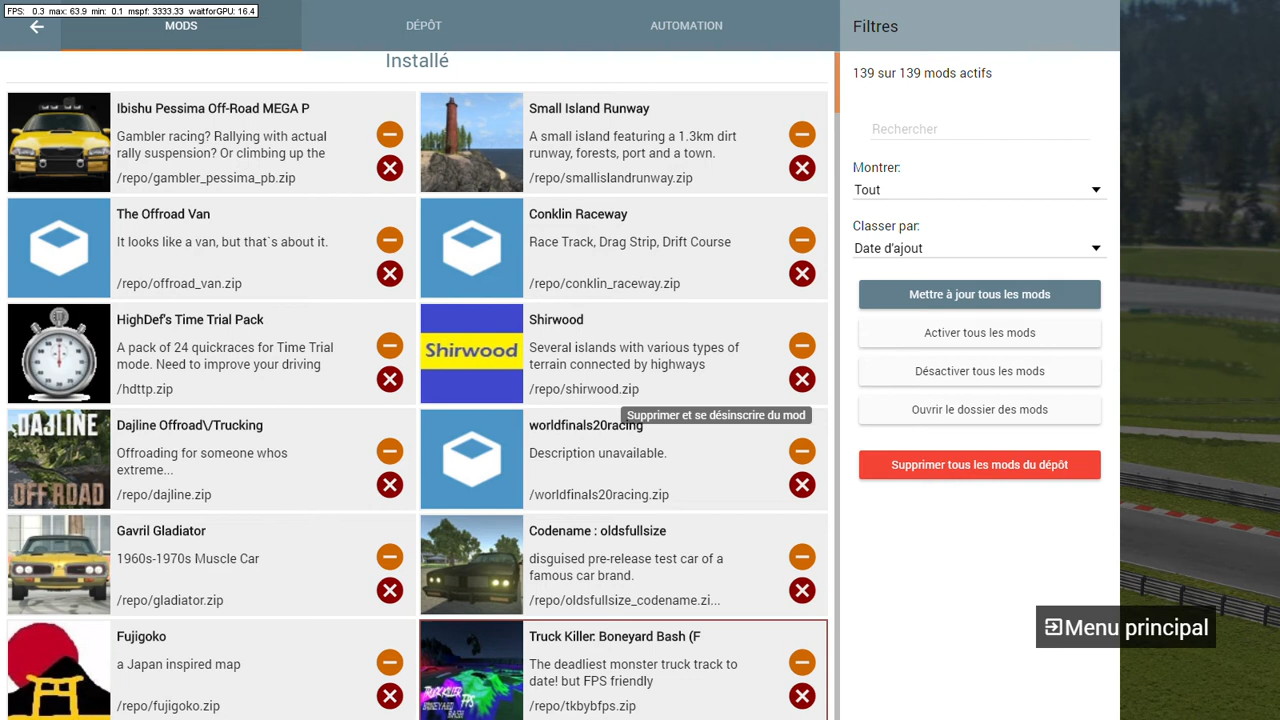 FPS: 0.3 max: 63.9 min: 0.1 mspf: 3333.33 waitforGPU: 16.4
MODS
DÉPÔT
AUTOMATION
Installé
Ibishu Pessima Off-Road MEGA P
Gambler racing? Rallying with actual
rally suspension? Or climbing up the
/repo/gambler_pessima_pb.zip
Small Island Runway
A small island featuring a 1.3km dirt
runway, forests, port and a town.
/repo/smallislandrunway.zip
The Offroad Van
It looks like a van, but that`s about it.
/repo/offroad_van.zip
Conklin Raceway
Race Track, Drag Strip, Drift Course
/repo/conklin_raceway.zip
HighDef's Time Trial Pack
A pack of 24 quickraces for Time Trial
mode. Need to improve your driving
/hdttp.zip
Shirwood
Shirwood
Several islands with various types of
terrain connected by highways
/repo/shirwood.zip
Supprimer et se désinscrire du mod
DAJLINE
OFF ROAD
Dajline Offroad\/Trucking
Offroading for someone whos
extreme...
/repo/dajline.zip
worldfinals20racing
Description unavailable.
/worldfinals20racing.zip
Gavril Gladiator
1960s-1970s Muscle Car
/repo/gladiator.zip
Codename : oldsfullsize
disguised pre-release test car of a
famous car brand.
/repo/oldsfullsize_codename.zi...
Fujigoko
a Japan inspired map
/repo/fujigoko.zip
TRUCK KILLER
BONEYARD BASH
FPS
Truck Killer: Boneyard Bash (F
The deadliest monster truck track to
date! but FPS friendly
/repo/tkbybfps.zip
Filtres
139 sur 139 mods actifs
Rechercher
Montrer:
Tout
Classer par:
Date d'ajout
Mettre à jour tous les mods
Activer tous les mods
Désactiver tous les mods
Ouvrir le dossier des mods
Supprimer tous les mods du dépôt
Menu principal